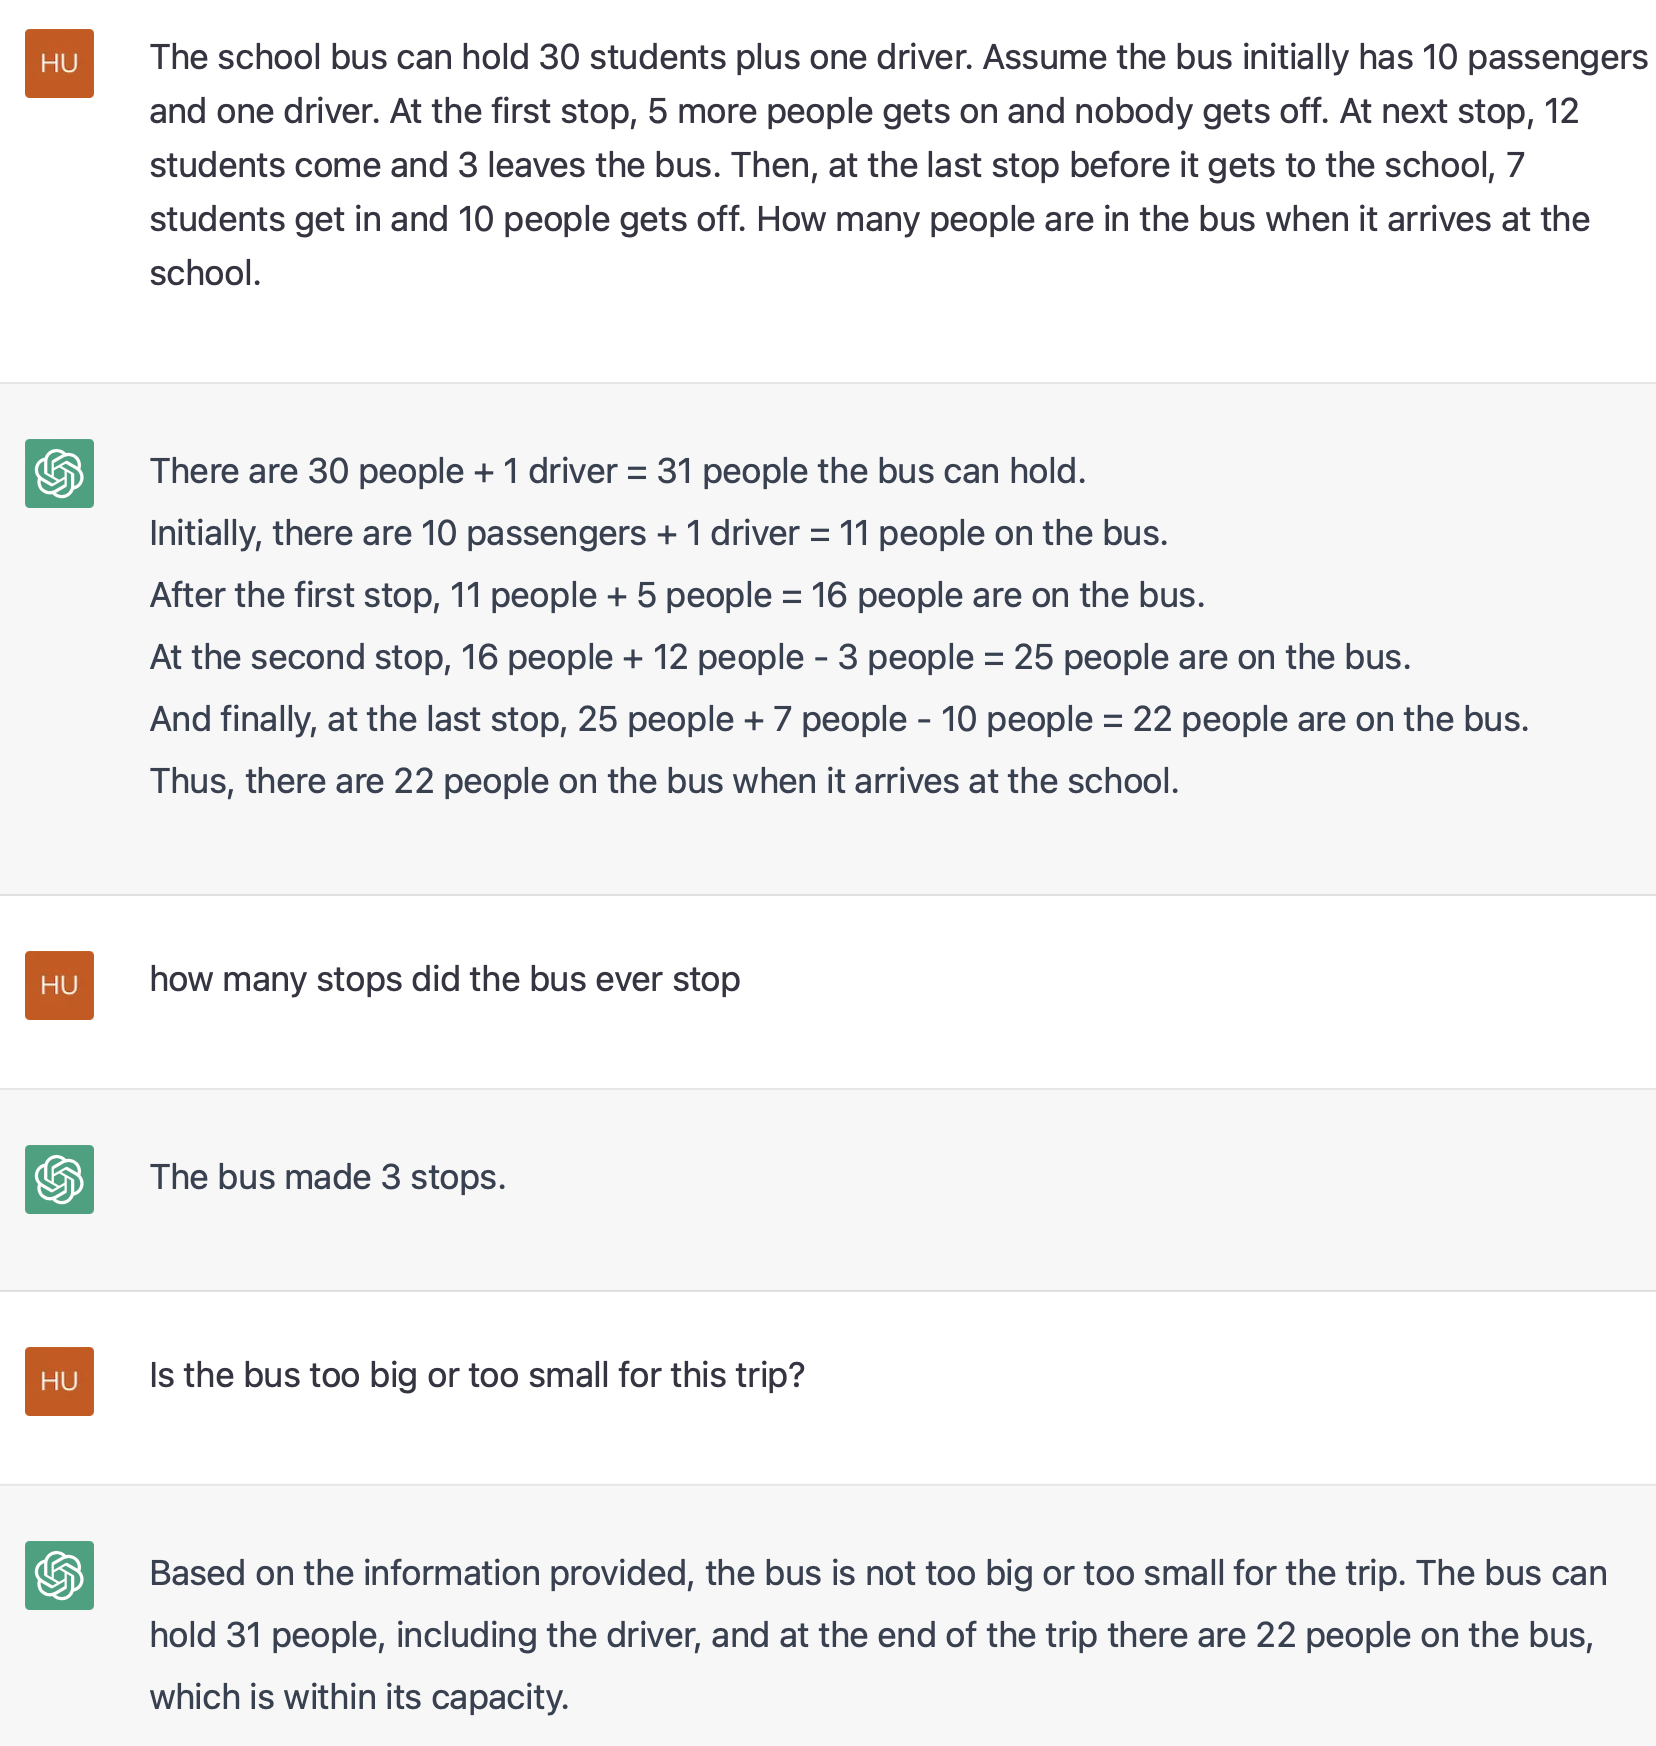 HU
The school bus can hold 30 students plus one driver. Assume the bus initially has 10 passengers
and one driver. At the first stop, 5 more people gets on and nobody gets off. At next stop, 12
students come and 3 leaves the bus. Then, at the last stop before it gets to the school, 7
students get in and 10 people gets off. How many people are in the bus when it arrives at the
school.
There are 30 people + 1 driver = 31 people the bus can hold.
Initially, there are 10 passengers + 1 driver = 11 people on the bus.
After the first stop, 11 people + 5 people = 16 people are on the bus.
At the second stop, 16 people + 12 people - 3 people = 25 people are on the bus.
And finally, at the last stop, 25 people + 7 people - 10 people = 22 people are on the bus.
Thus, there are 22 people on the bus when it arrives at the school.
HU
how many stops did the bus ever stop
The bus made 3 stops.
HU
Is the bus too big or too small for this trip?
Based on the information provided, the bus is not too big or too small for the trip. The bus can
hold 31 people, including the driver, and at the end of the trip there are 22 people on the bus,
which is within its capacity.